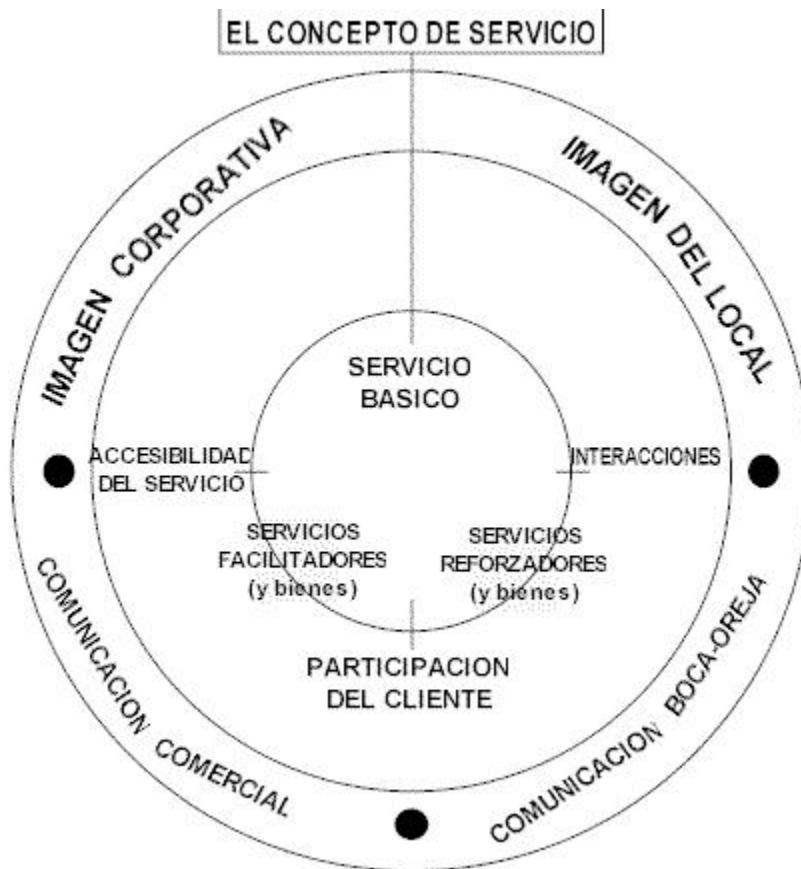 EL CONCEPTO DE SERVICIO
IMAGEN CORPORATIVA
IMAGEN DEL LOCAL
SERVICIO
BASICO
ACCESIBILIDAD
DEL SERVICIO
INTERACCIONES
SERVICIOS
FACILITADORES
(y bienes)
SERVICIOS
REFORZADORES
(y bienes)
PARTICIPACION
DEL CLIENTE
COMUNICACION COMERCIAL
COMUNICACION BOCA-OREJA